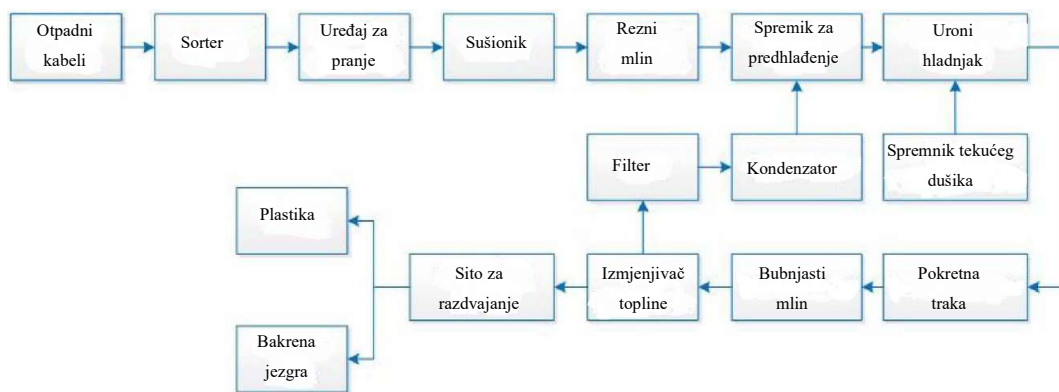 Otpadni
kabeli
Sorter
Uređaj za
pranje
Sušionik
Rezni
mlin
Spremik za
predhlađenje
Uroni
hladnjak
Filter
Kondenzator
Spremnik tekućeg
dušika
Plastika
Sito za
razdvajanje
Izmjenjivač
topline
Bubnjasti
mlin
Pokretna
traka
Bakrena
jezgra